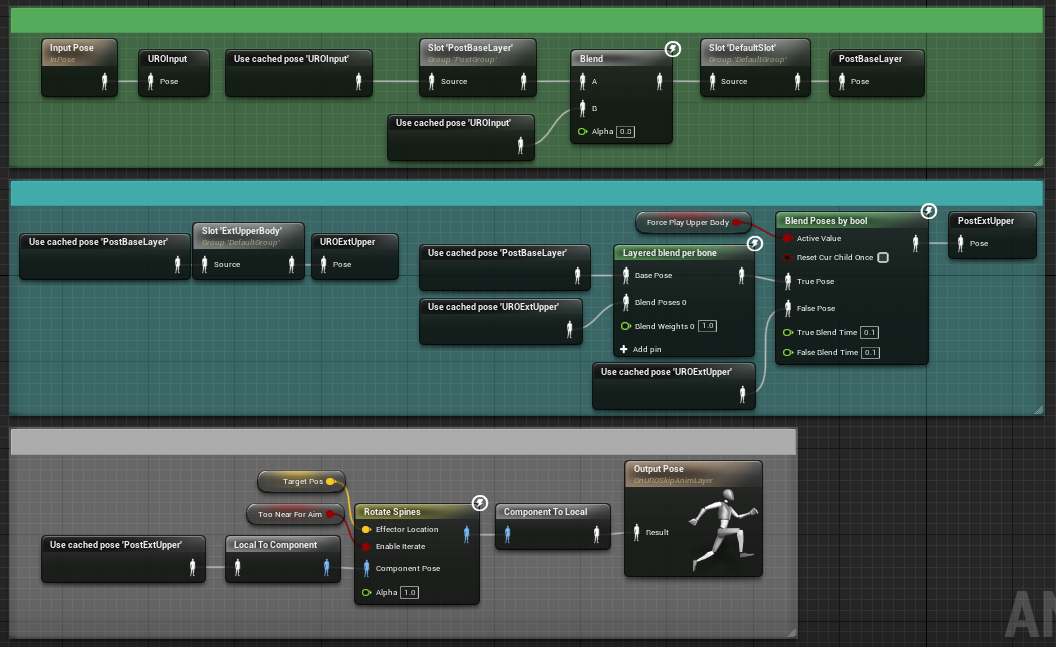 Input Pose
InPose
UROInput
Pose
Use cached pose 'UROInput'
Slot 'PostBaseLayer'
Group 'PostGroup'
Source
Blend
A
B
Alpha 0.0
Use cached pose 'UROInput'
Slot 'DefaultSlot'
Group 'DefaultGroup'
Source
PostBaseLayer
Pose
Use cached pose 'PostBaseLayer'
Slot 'ExtUpperBody'
Group 'DefaultGroup'
Source
UROExtUpper
Pose
Use cached pose 'PostBaseLayer'
Use cached pose 'UROExtUpper'
Force Play Upper Body
Layered blend per bone
Base Pose
Blend Poses 0
Blend Weights 0 1.0
Add pin
Use cached pose 'UROExtUpper'
Blend Poses by bool
Active Value
Reset Cur Child Once
True Pose
False Pose
True Blend Time 0.1
False Blend Time 0.1
PostExtUpper
Pose
Target Pos
Too Near For Aim
Use cached pose 'PostExtUpper'
Local To Component
Rotate Spines
Effector Location
Enable Iterate
Component Pose
Alpha 1.0
Component To Local
Output Pose
OnUROSkipAnimLayer
Result